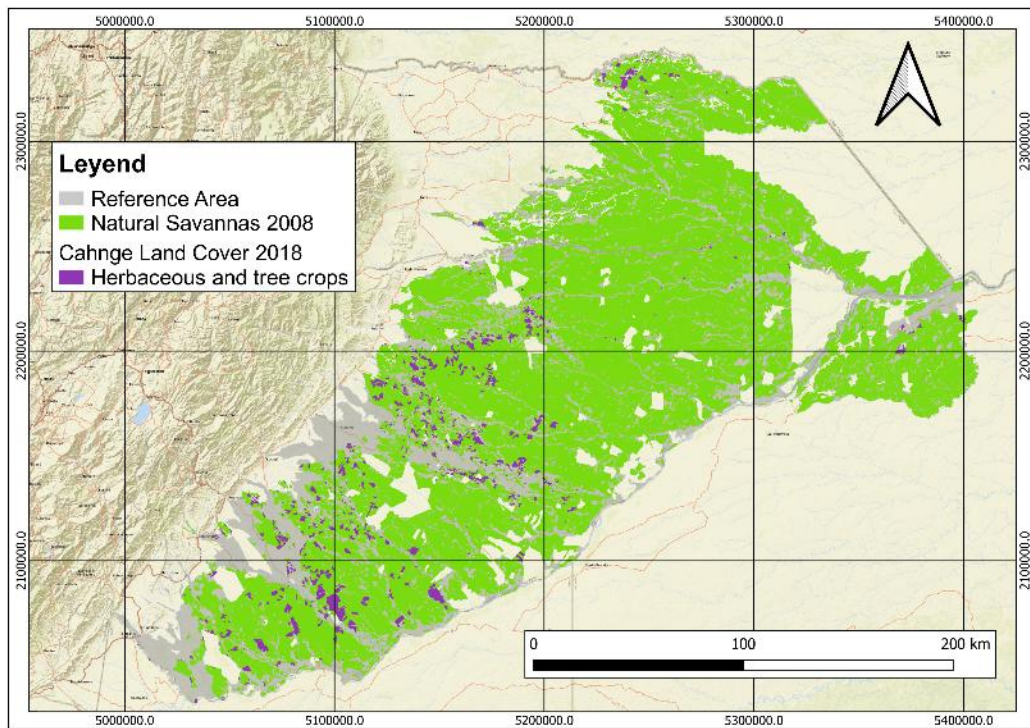 5000000.0 5100000.0 5200000.0 5300000.0 5400000.0
2300000.0 2300000.0
Leyend
Reference Area
Natural Savannas 2008
Cahnge Land Cover 2018
Herbaceous and tree crops
2200000.0 2200000.0
2100000.0 2100000.0
0 100 200 km
5000000.0 5100000.0 5200000.0 5300000.0 5400000.0